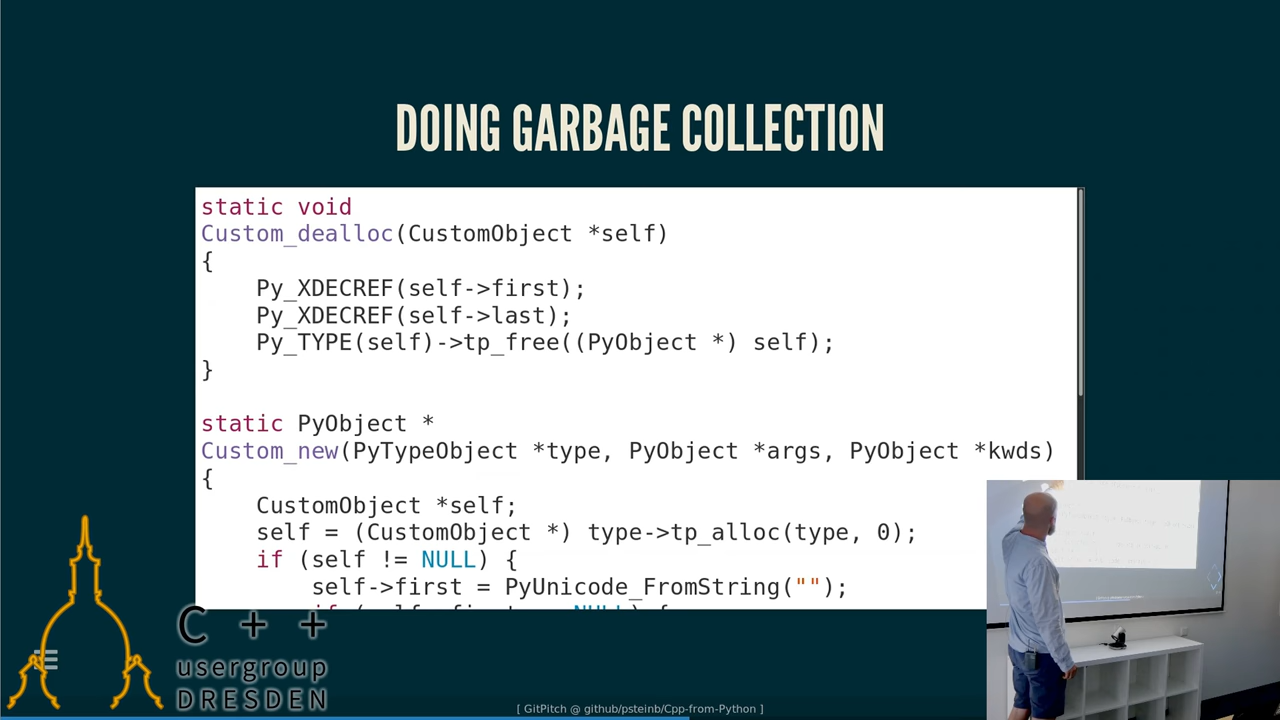 DOING GARBAGE COLLECTION
static void
Custom_dealloc(CustomObject *self)
{
    Py_XDECREF(self->first);
    Py_XDECREF(self->last);
    Py_TYPE(self)->tp_free((PyObject *) self);
}
static PyObject *
Custom_new(PyTypeObject *type, PyObject *args, PyObject *kwds)
{
    CustomObject *self;
    self = (CustomObject *) type->tp_alloc(type, 0);
    if (self != NULL) {
        self->first = PyUnicode_FromString("");
C + +
usergroup
DRESDEN
[ GitPitch @ github/psteinb/Cpp-from-Python ]